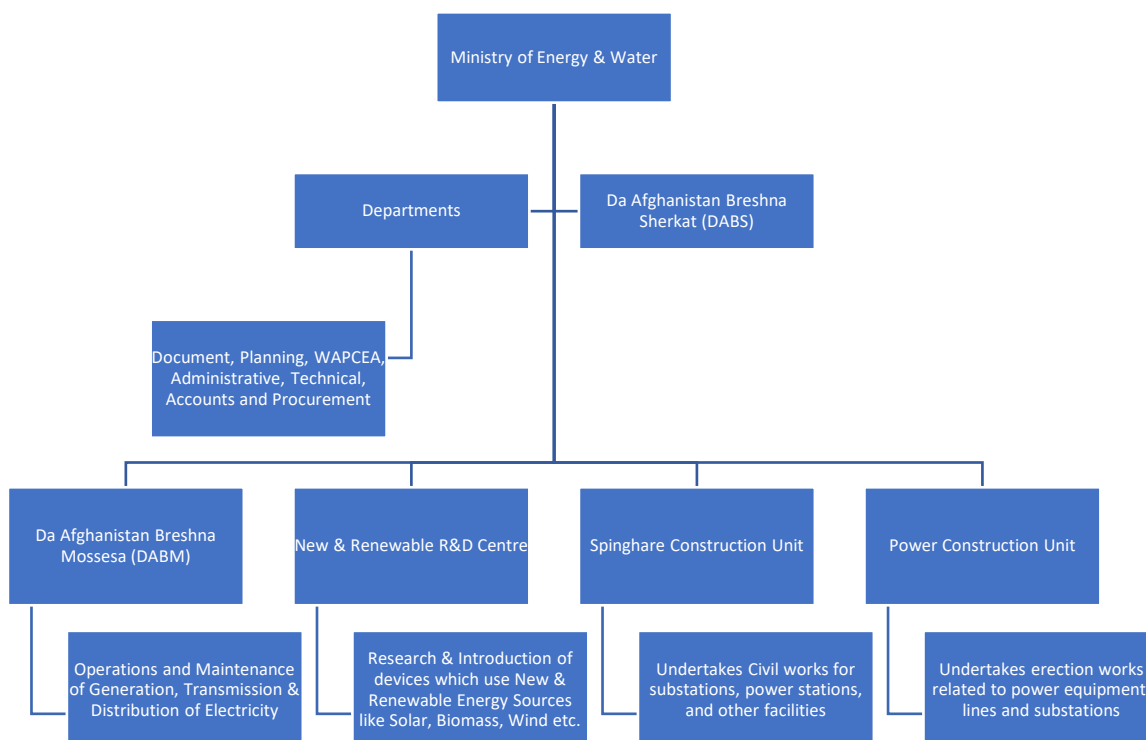 Ministry of Energy & Water
Departments
Da Afghanistan Breshna
Sherkat (DABS)
Document, Planning, WAPCEA,
Administrative, Technical,
Accounts and Procurement
Da Afghanistan Breshna
Mossesa (DABM)
New & Renewable R&D Centre
Spinghare Construction Unit
Power Construction Unit
Operations and Maintenance
of Generation, Transmission &
Distribution of Electricity
Research & Introduction of
devices which use New &
Renewable Energy Sources
like Solar, Biomass, Wind etc.
Undertakes Civil works for
substations, power stations,
and other facilities
Undertakes erection works
related to power equipment,
lines and substations